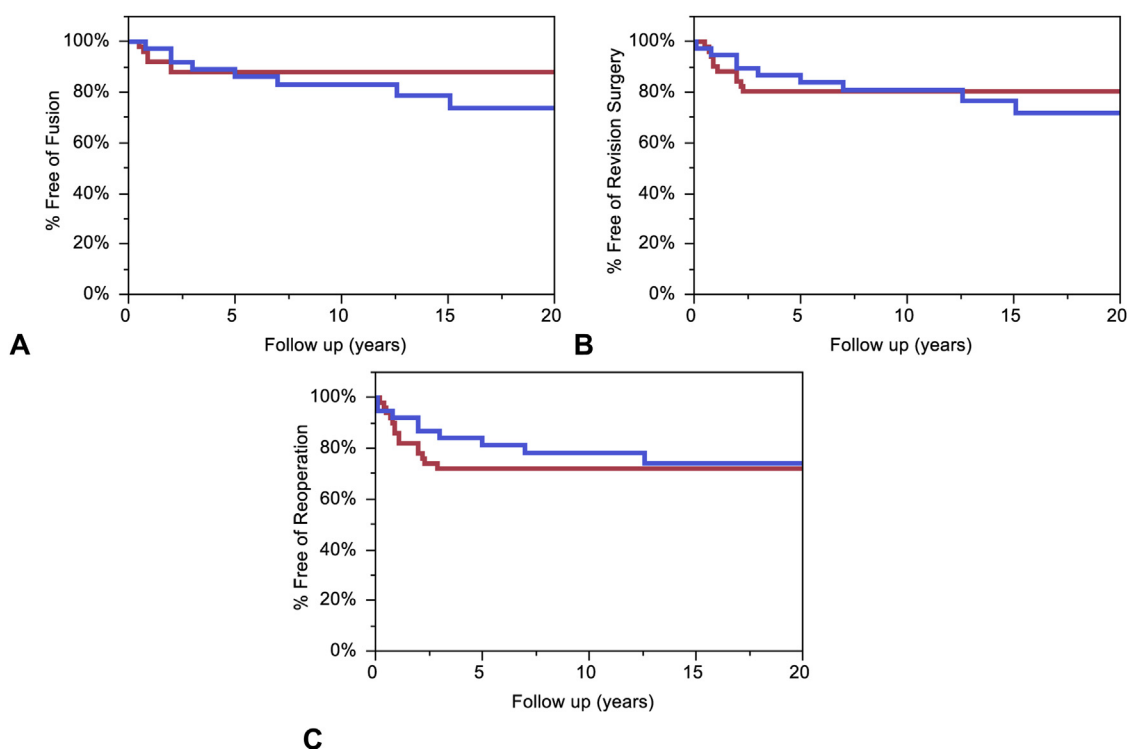 100%
80%
60%
40%
20%
0%
% Free of Fusion
0 5 10 15 20
Follow up (years)
A
100%
80%
60%
40%
20%
0%
% Free of Revision Surgery
0 5 10 15 20
Follow up (years)
B
100%
80%
60%
40%
20%
0%
% Free of Reoperation
0 5 10 15 20
Follow up (years)
C